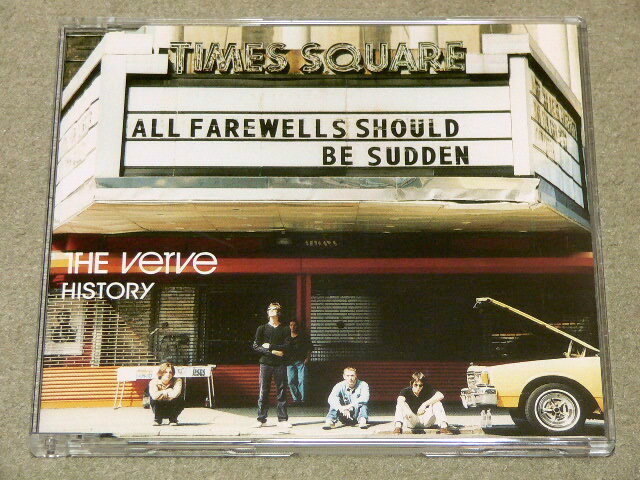 TIMES SQUARE
ALL FAREWELLS SHOULD
BE SUDDEN
THE VERVE
HISTORY